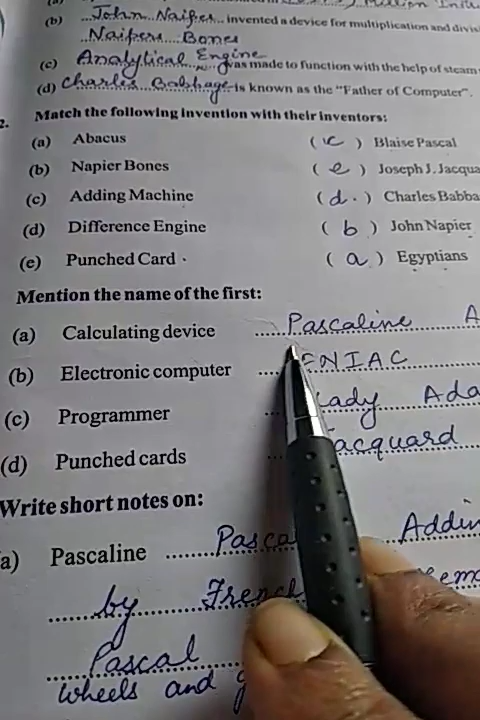 (b) John Naiper invented a device for multiplication and divis
Naipers Bones
(c) Analytical Engine was made to function with the help of steam
(d) Charles Babbage is known as the "Father of Computer".
2. Match the following invention with their inventors:
(a) Abacus (c) Blaise Pascal
(b) Napier Bones (e) Joseph J. Jacqua
(c) Adding Machine (d.) Charles Babba
(d) Difference Engine (b) John Napier
(e) Punched Card (a) Egyptians
Mention the name of the first:
(a) Calculating device Pascaline A
(b) Electronic computer ENIAC
(c) Programmer Lady Ada
(d) Punched cards Jacquard
Write short notes on:
a) Pascaline Addin
by French
Pascal
wheels and